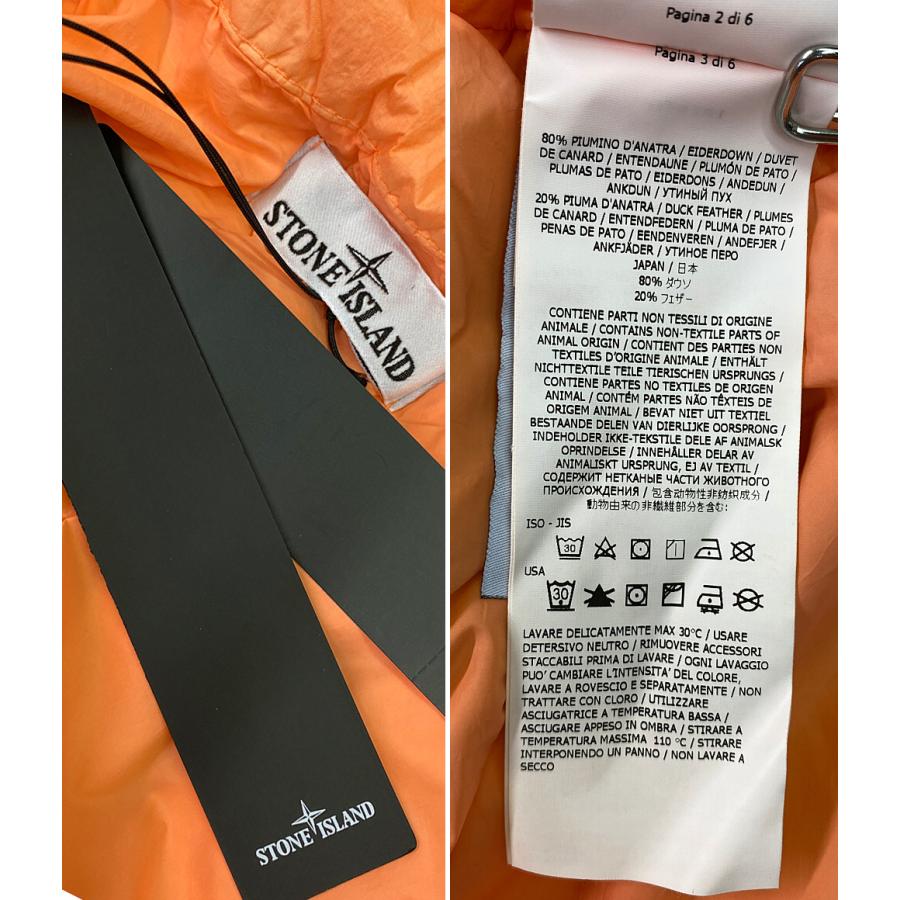 STONE ISLAND
STONE ISLAND
Pagina 2 di 6
Pagina 3 di 6
80% PIUMINO D'ANATRA / EIDERDOWN / DUVET
DE CANARD / ENTENDAUNE / PLUMÓN DE PATO /
PLUMAS DE PATO / EIDERDONS / ANDEDUN /
ANKDUN / УТИНЫЙ ПУХ
20% PIUMA D'ANATRA / DUCK FEATHER / PLUMES
DE CANARD / ENTENDFEDERN / PLUMA DE PATO /
PENAS DE PATO / EENDENVEREN / ANDEFJER /
ANKFJÄDER / УТИНОЕ ПЕРО
JAPAN / 日本
80% ダウン
20% フェザー
CONTIENE PARTI NON TESSILI DI ORIGINE
ANIMALE / CONTAINS NON-TEXTILE PARTS OF
ANIMAL ORIGIN / CONTIENT DES PARTIES NON
TEXTILES D'ORIGINE ANIMALE / ENTHÄLT
NICHTTEXTILE TEILE TIERISCHEN URSPRUNGS /
CONTIENE PARTES NO TEXTILES DE ORIGEN
ANIMAL / CONTÉM PARTES NÃO TÊXTEIS DE
ORIGEM ANIMAL / BEVAT NIET UIT TEXTIEL
BESTAANDE DELEN VAN DIERLIJKE OORSPRONG /
INDEHOLDER IKKE-TEKSTILE DELE AF ANIMALSK
OPRINDELSE / INNEHÅLLER DELAR AV
ANIMALISKT URSPRUNG, EJ AV TEXTIL /
СОДЕРЖИТ НЕТКАНЫЕ ЧАСТИ ЖИВОТНОГО
ПРОИСХОЖДЕНИЯ / 包含动物性非纺织成分 /
動物由来の非繊維部分を含む:
ISO - JIS
30
USA
30
LAVARE DELICATAMENTE MAX 30°C / USARE
DETERSIVO NEUTRO / RIMUOVERE ACCESSORI
STACCABILI PRIMA DI LAVARE / OGNI LAVAGGIO
PUO' CAMBIARE L'INTENSITA' DEL COLORE,
LAVARE A ROVESCIO E SEPARATAMENTE / NON
TRATTARE CON CLORO / UTILIZZARE
ASCIUGATRICE A TEMPERATURA BASSA /
ASCIUGARE APPESO IN OMBRA / STIRARE A
TEMPERATURA MASSIMA 110 °C / STIRARE
INTERPONENDO UN PANNO / NON LAVARE A
SECCO